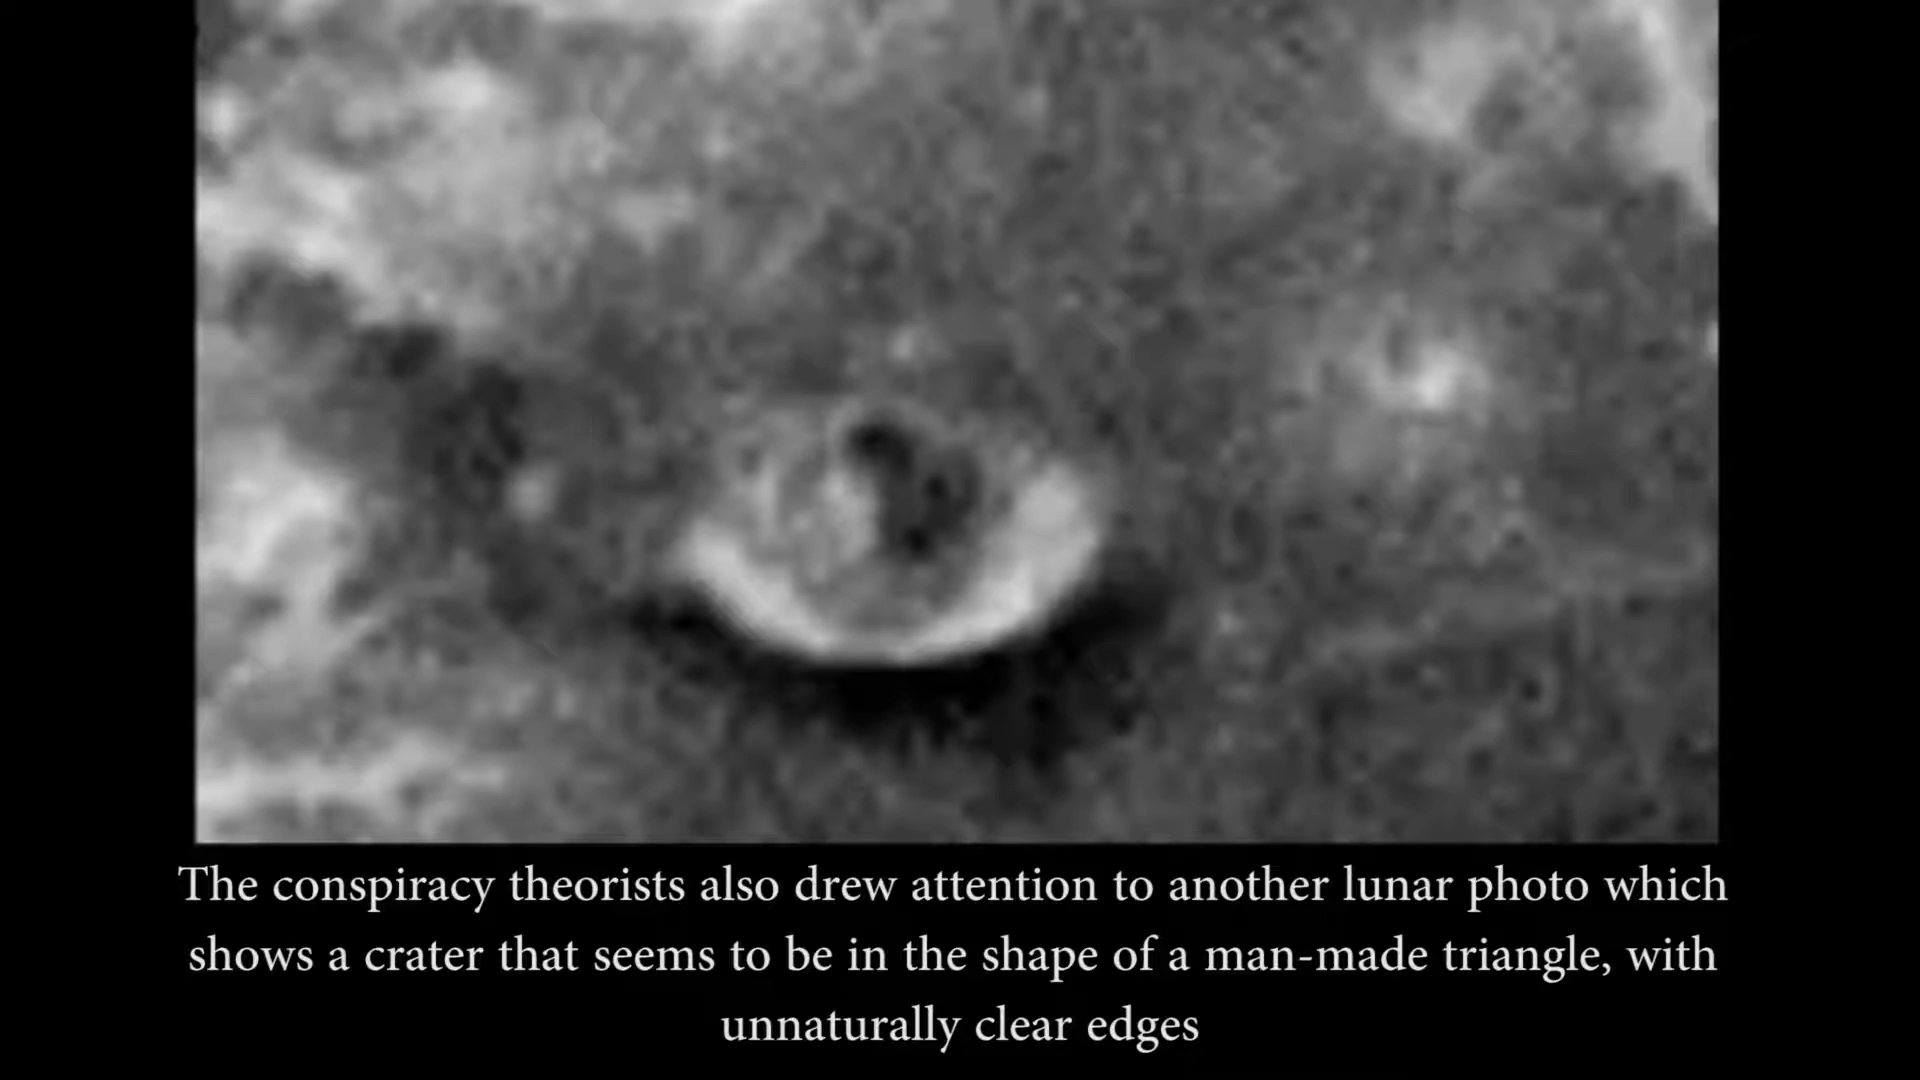 The conspiracy theorists also drew attention to another lunar photo which
shows a crater that seems to be in the shape of a man-made triangle, with
unnaturally clear edges